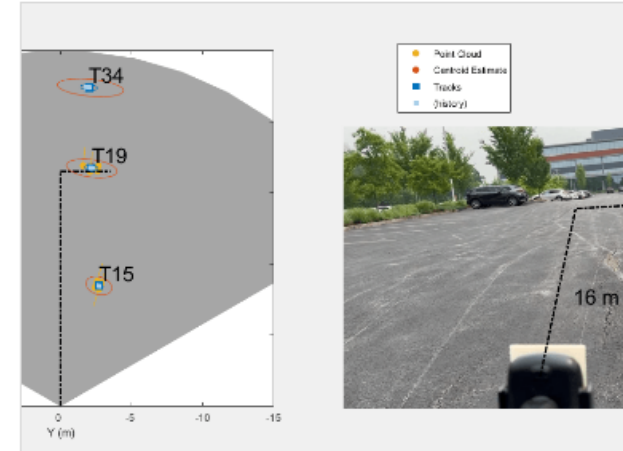 T34
T19
T15
0
-5
-10
-15
Y (m)
Point Cloud
Centroid Estimate
Tracks
(history)
16 m